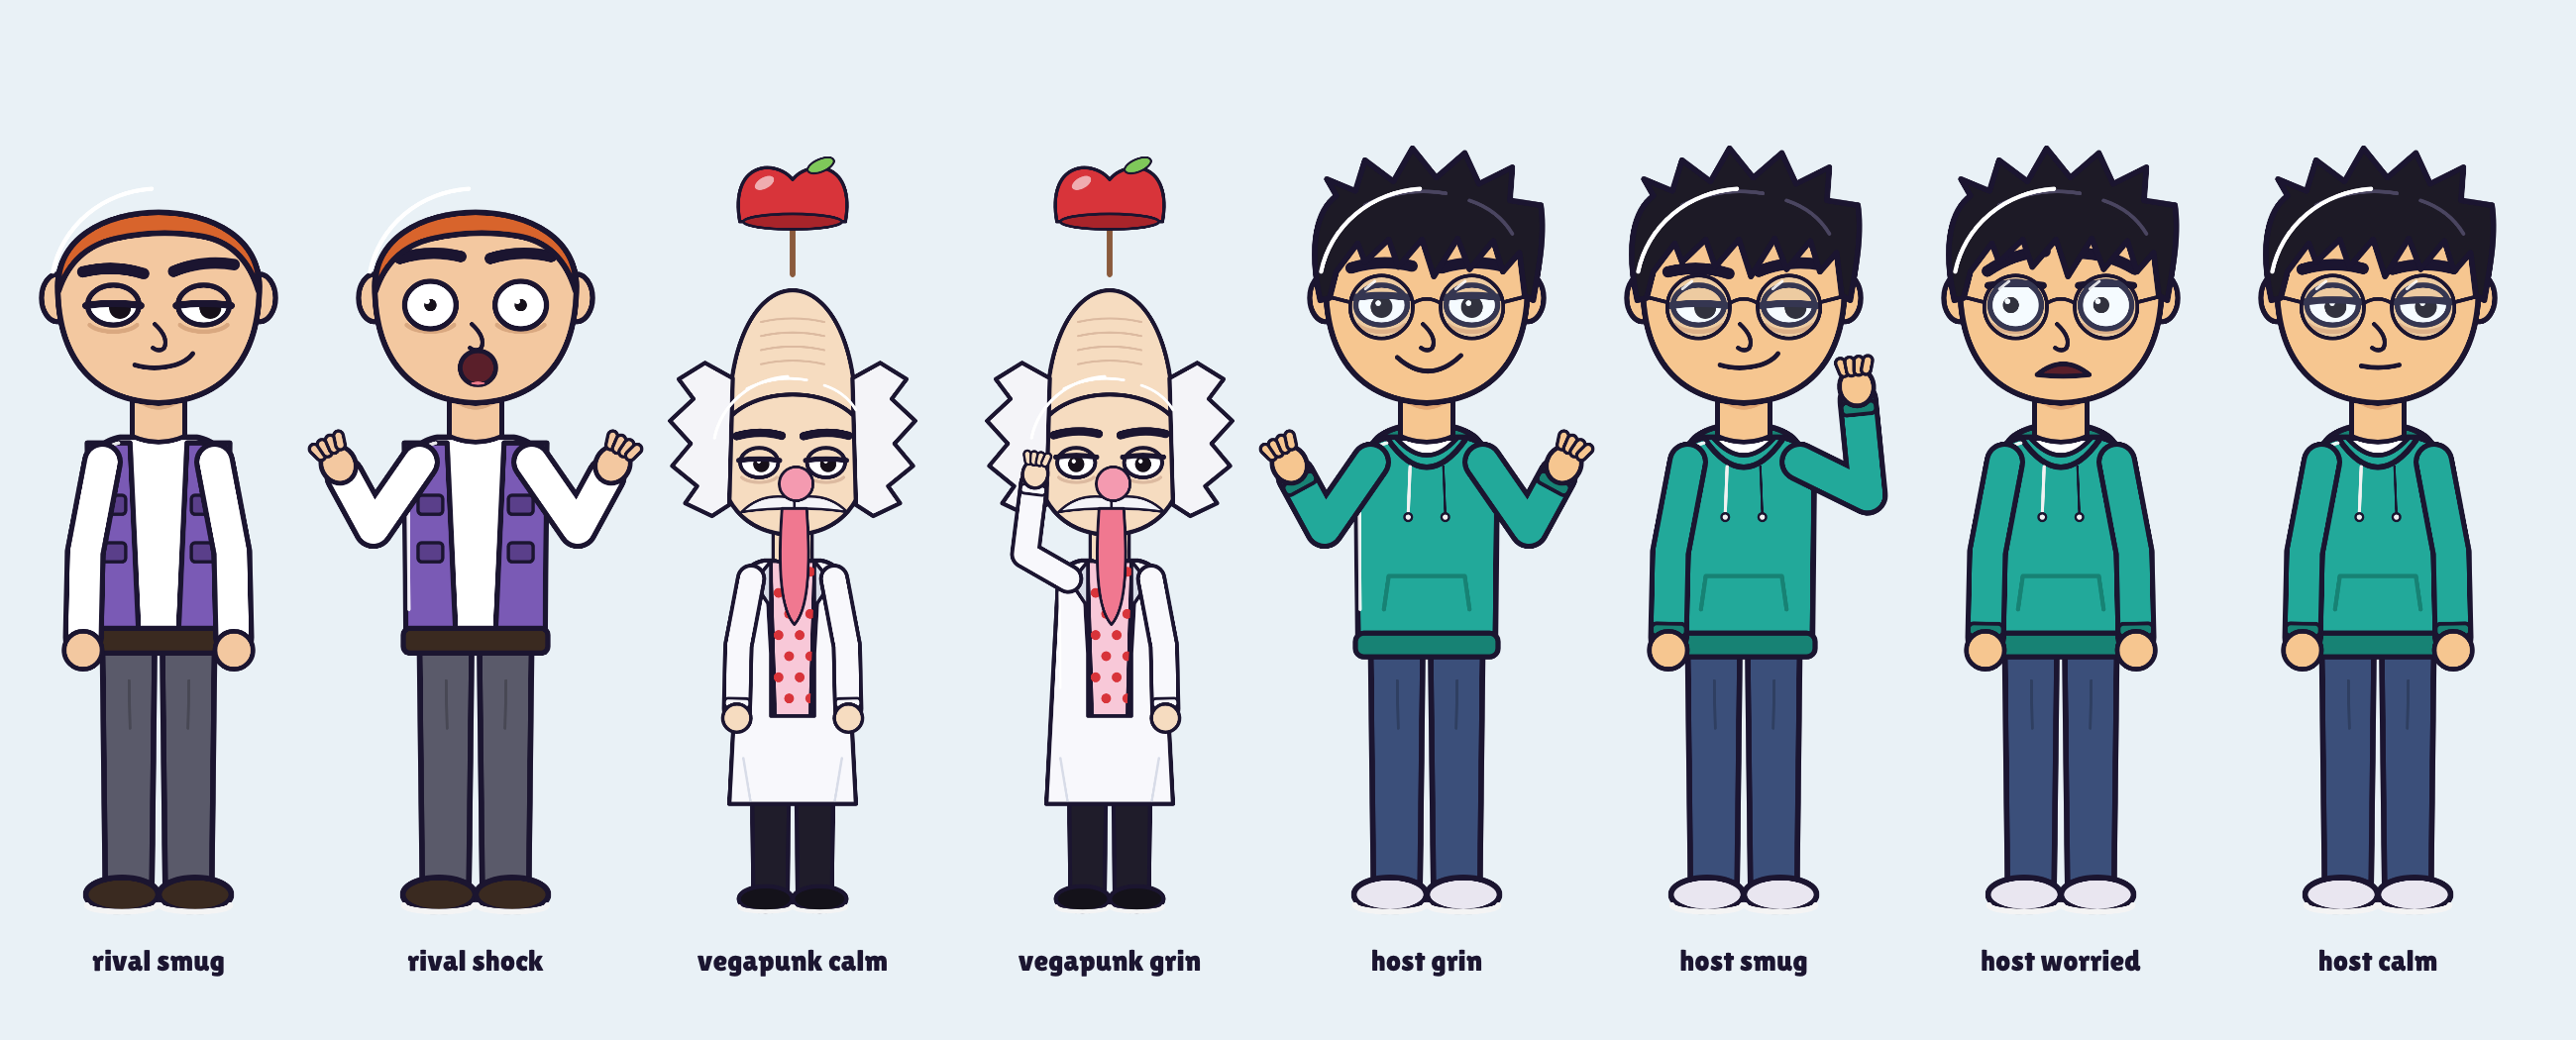 rival smug
rival shock
vegapunk calm
vegapunk grin
host grin
host smug
host worried
host calm